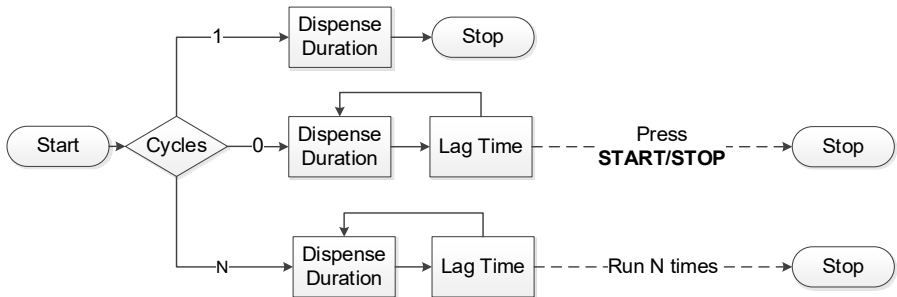 1
Dispense
Duration
Stop
Start
Cycles
0
Dispense
Duration
Lag Time
Press
START/STOP
Stop
N
Dispense
Duration
Lag Time
Run N times
Stop